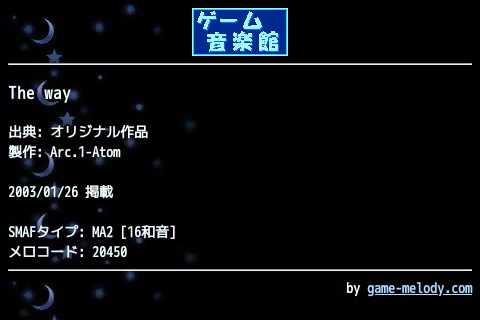 ゲーム
音楽館
The way
出典: オリジナル作品
製作: Arc.1-Atom
2003/01/26 掲載
SMAFタイプ: MA2 [16和音]
メロコード: 20450
by game-melody.com